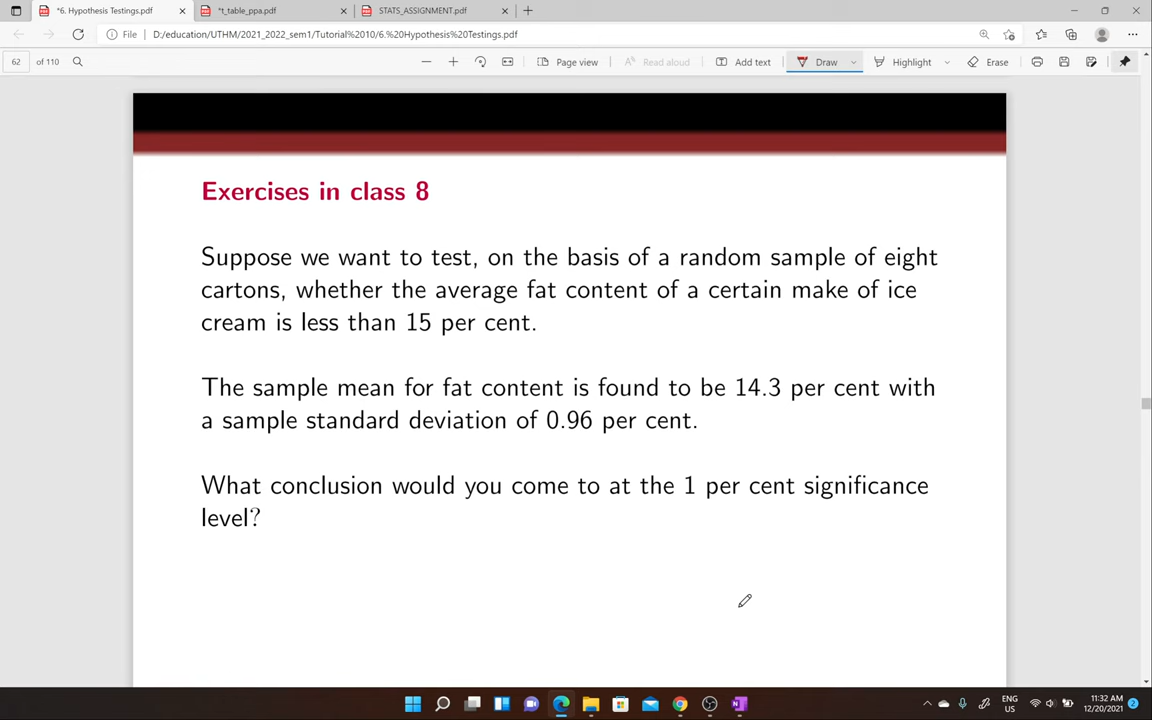 *6. Hypothesis Testings.pdf
*t_table_ppa.pdf
STATS_ASSIGNMENT.pdf
File D:/education/UTHM/2021_2022_sem1/Tutorial%2010/6.%20Hypothesis%20Testings.pdf
62 of 110 Page view Read aloud Add text Draw Highlight Erase
Exercises in class 8
Suppose we want to test, on the basis of a random sample of eight
cartons, whether the average fat content of a certain make of ice
cream is less than 15 per cent.
The sample mean for fat content is found to be 14.3 per cent with
a sample standard deviation of 0.96 per cent.
What conclusion would you come to at the 1 per cent significance
level?
ENG
US
11:32 AM
12/20/2021
2